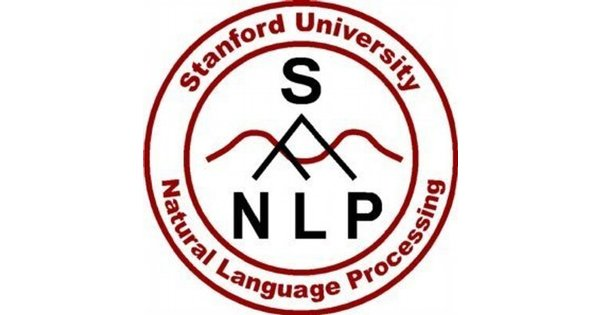 Stanford University
S
N L P
Natural Language Processing